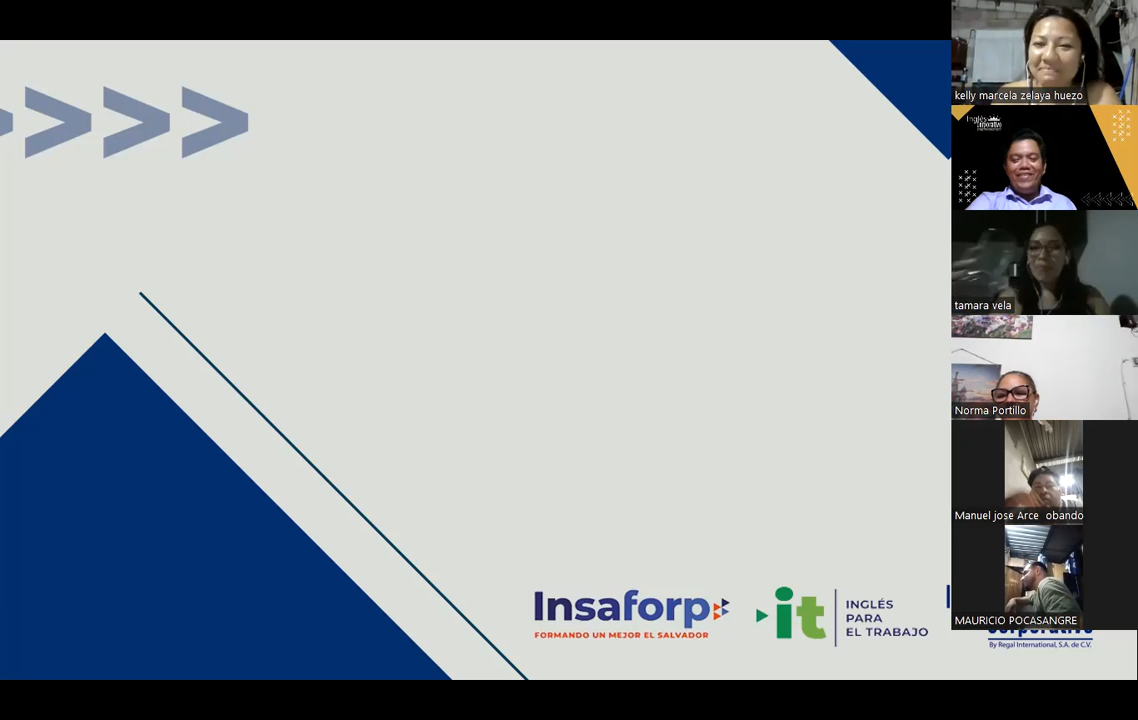 kelly marcela zelaya huezo
Inglés
tamara vela
Norma Portillo
Manuel jose Arce obando
MAURICIO POCASANGRE
Insaforp
FORMANDO UN MEJOR EL SALVADOR
it
INGLÉS
PARA
EL TRABAJO
By Regal International, S.A. de C.V.